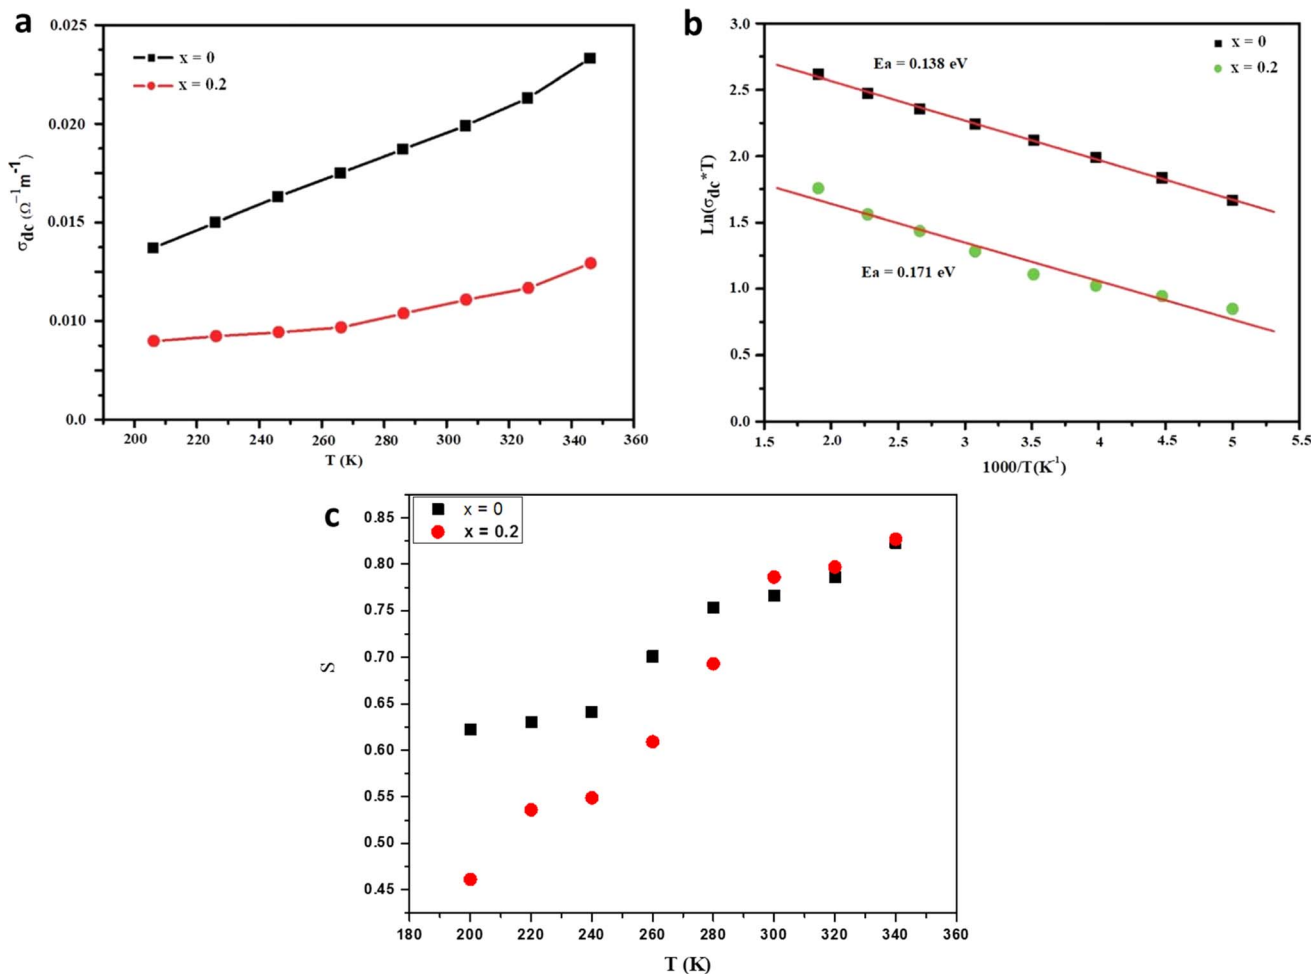 a
0.025
0.020
0.015
0.010
0.0
σdc (Ω⁻¹m⁻¹)
x = 0
x = 0.2
200 220 240 260 280 300 320 340 360
T (K)
b
3.0
2.5
2.0
1.5
1.0
0.5
0.0
Ln(σdc*T)
Ea = 0.138 eV
x = 0
x = 0.2
Ea = 0.171 eV
1.5 2.0 2.5 3.0 3.5 4.0 4.5 5.0 5.5
1000/T(K⁻¹)
c
0.85
0.80
0.75
0.70
0.65
0.60
0.55
0.50
0.45
S
x = 0
x = 0.2
180 200 220 240 260 280 300 320 340 360
T (K)